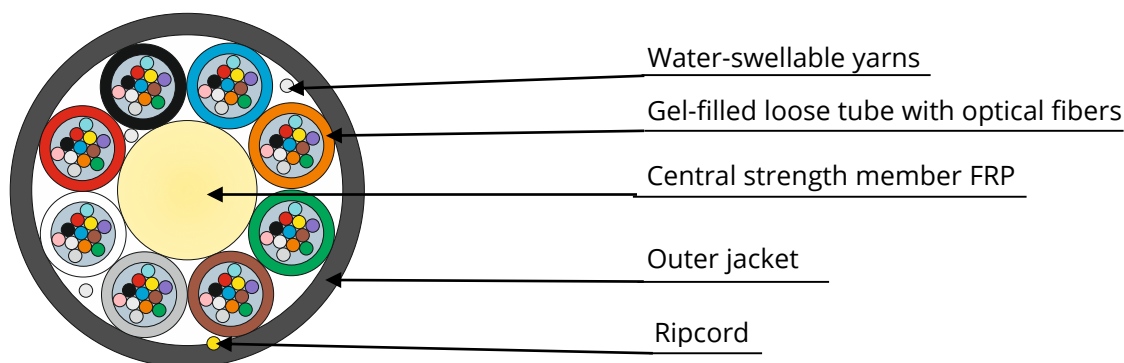 Water-swellable yarns
Gel-filled loose tube with optical fibers
Central strength member FRP
Outer jacket
Ripcord